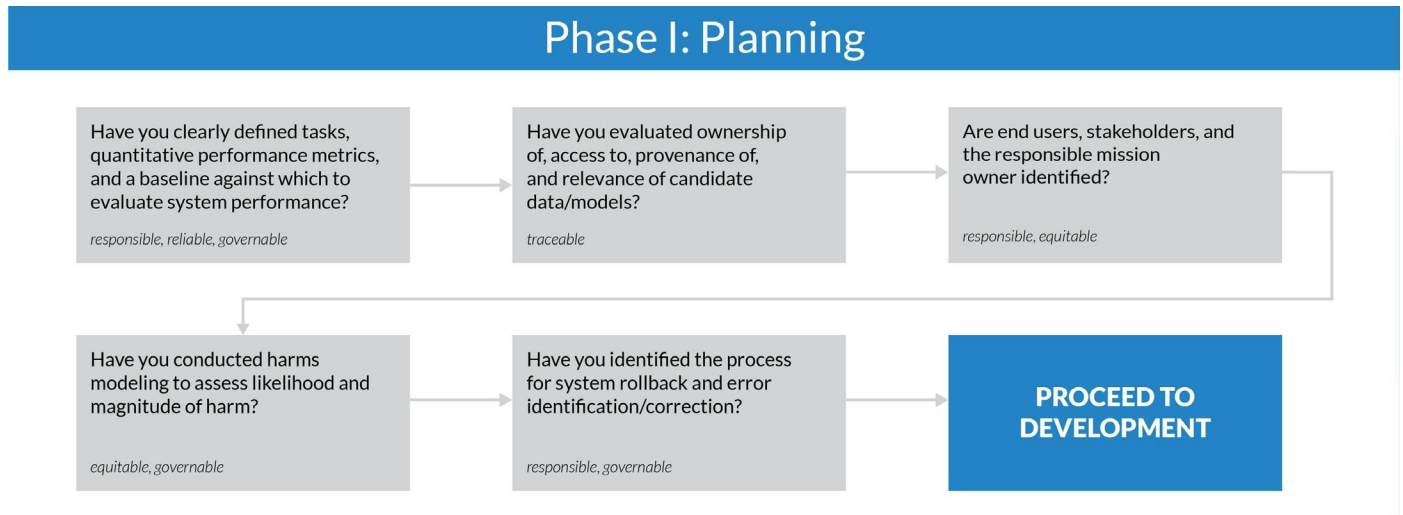 Phase I: Planning
Have you clearly defined tasks,
quantitative performance metrics,
and a baseline against which to
evaluate system performance?
responsible, reliable, governable
Have you evaluated ownership
of, access to, provenance of,
and relevance of candidate
data/models?
traceable
Are end users, stakeholders, and
the responsible mission
owner identified?
responsible, equitable
Have you conducted harms
modeling to assess likelihood and
magnitude of harm?
equitable, governable
Have you identified the process
for system rollback and error
identification/correction?
responsible, governable
PROCEED TO
DEVELOPMENT